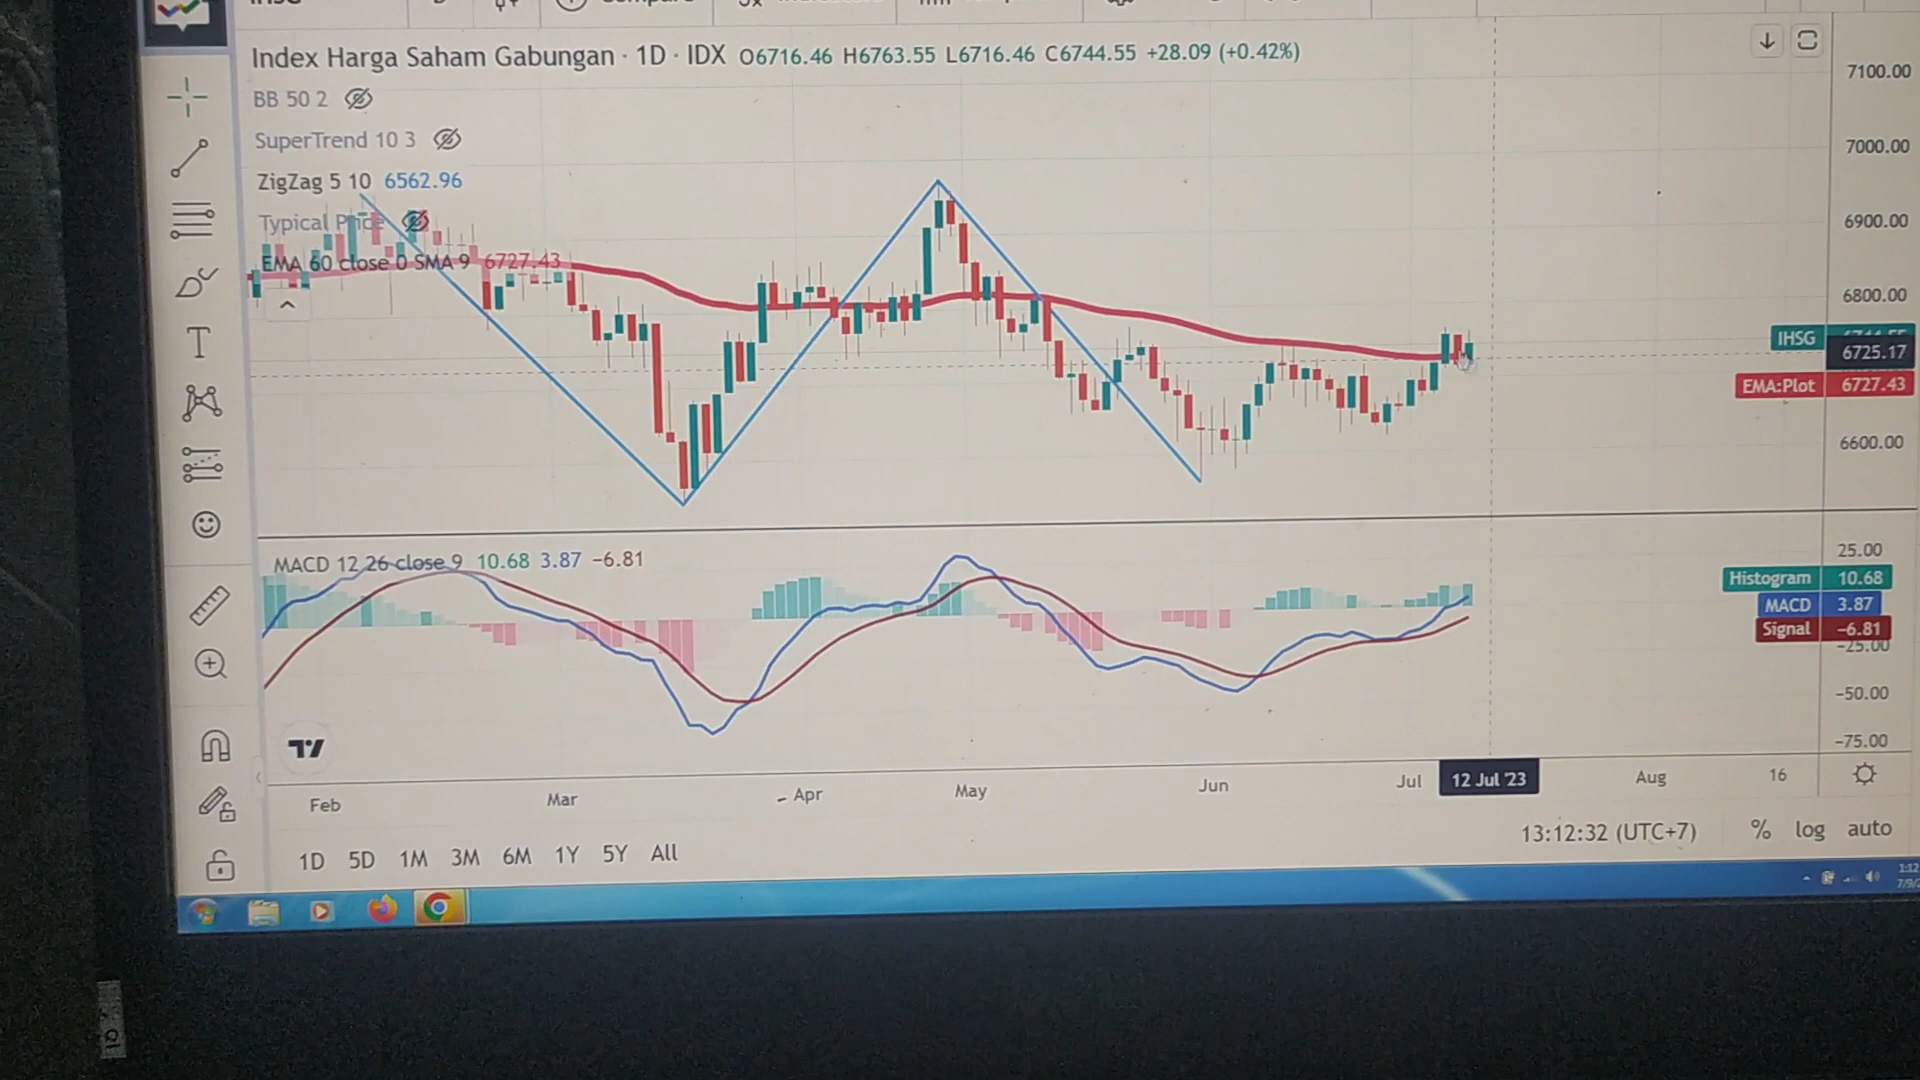 Index Harga Saham Gabungan · 1D · IDX O6716.46 H6763.55 L6716.46 C6744.55 +28.09 (+0.42%)
BB 50 2
SuperTrend 10 3
ZigZag 5 10 6562.96
Typical Price
EMA 60 close 0 SMA 9 6727.43
7100.00
7000.00
6900.00
6800.00
IHSG
6725.17
EMA:Plot 6727.43
6600.00
MACD 12 26 close 9 10.68 3.87 −6.81
25.00
Histogram 10.68
MACD 3.87
Signal −6.81
−25.00
−50.00
−75.00
Feb Mar Apr May Jun Jul 12 Jul '23 Aug 16
13:12:32 (UTC+7) % log auto
1D 5D 1M 3M 6M 1Y 5Y All